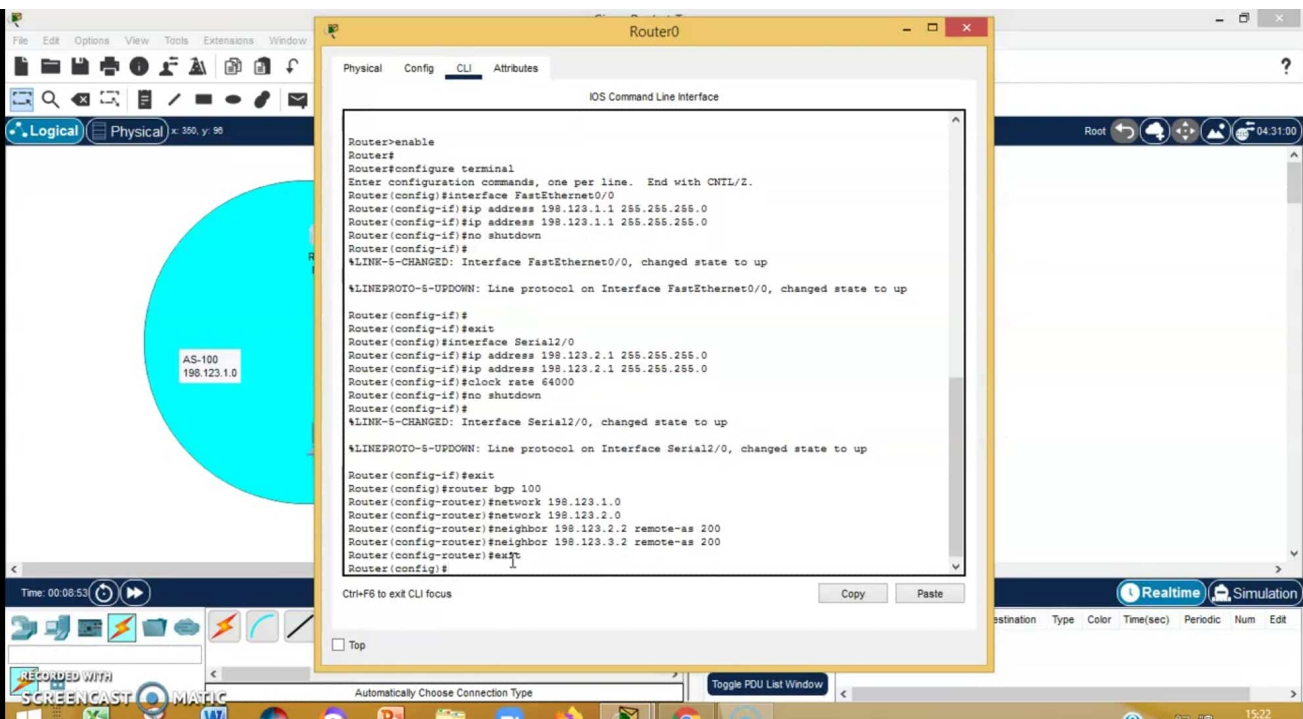 Router0
File Edit Options View Tools Extensions Window
Physical Config CLI Attributes
?
IOS Command Line Interface
Logical Physical x: 350, y: 96
Root 04:31:00
Router>enable
Router#
Router#configure terminal
Enter configuration commands, one per line. End with CNTL/Z.
Router(config)#interface FastEthernet0/0
Router(config-if)#ip address 198.123.1.1 255.255.255.0
Router(config-if)#ip address 198.123.1.1 255.255.255.0
Router(config-if)#no shutdown
Router(config-if)#
%LINK-5-CHANGED: Interface FastEthernet0/0, changed state to up
%LINEPROTO-5-UPDOWN: Line protocol on Interface FastEthernet0/0, changed state to up
Router(config-if)#
Router(config-if)#exit
Router(config)#interface Serial2/0
Router(config-if)#ip address 198.123.2.1 255.255.255.0
Router(config-if)#ip address 198.123.2.1 255.255.255.0
Router(config-if)#clock rate 64000
Router(config-if)#no shutdown
Router(config-if)#
%LINK-5-CHANGED: Interface Serial2/0, changed state to up
%LINEPROTO-5-UPDOWN: Line protocol on Interface Serial2/0, changed state to up
Router(config-if)#exit
Router(config)#router bgp 100
Router(config-router)#network 198.123.1.0
Router(config-router)#network 198.123.2.0
Router(config-router)#neighbor 198.123.2.2 remote-as 200
Router(config-router)#neighbor 198.123.3.2 remote-as 200
Router(config-router)#exit
Router(config)#
AS-100
198.123.1.0
Ctrl+F6 to exit CLI focus
Copy Paste
Top
Time: 00:08:53
Realtime Simulation
estination Type Color Time(sec) Periodic Num Edit
Toggle PDU List Window
Automatically Choose Connection Type
RECORDED WITH
SCREENCAST MATIC
15:22